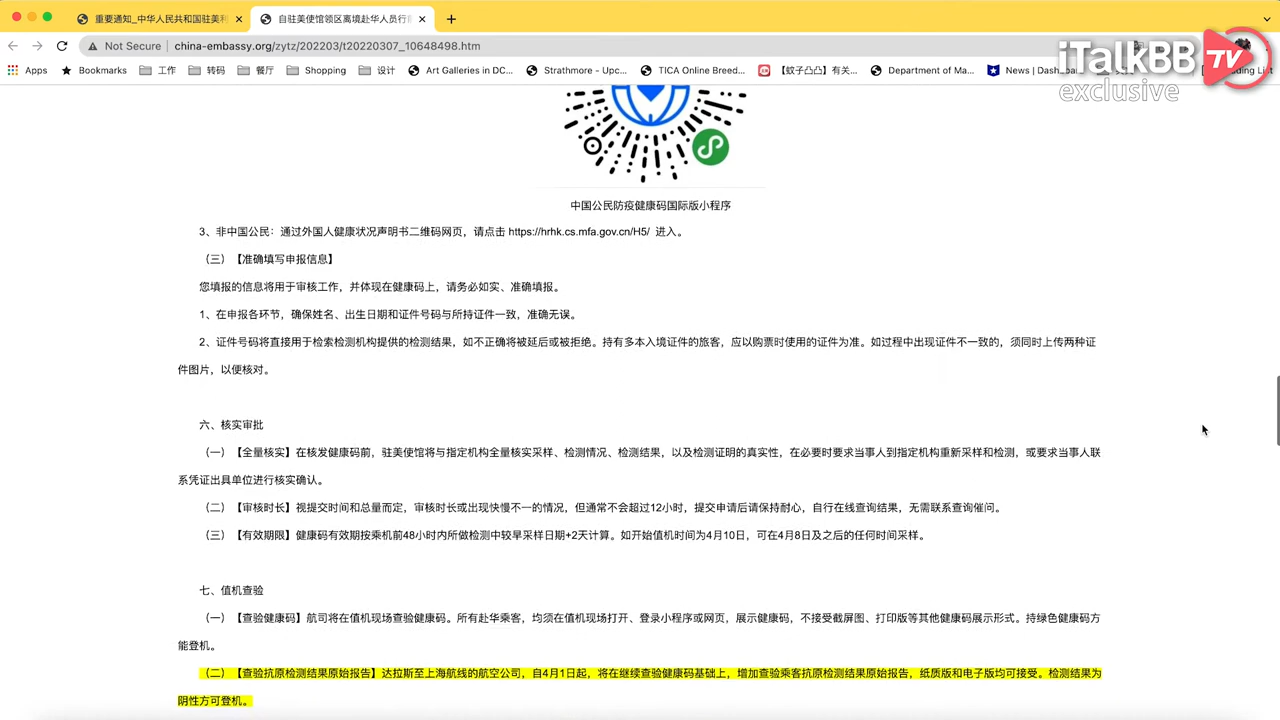 重要通知_中华人民共和国驻美利
自驻美使馆领区离境赴华人员行
Not Secure
china-embassy.org/zytz/202203/t20220307_10648498.htm
iTalkBB TV
exclusive
Apps
Bookmarks
工作
转码
餐厅
Shopping
设计
Art Galleries in DC...
Strathmore - Upc...
TICA Online Breed...
【蚊子凸凸】有关...
Department of Ma...
News | Dashb
中国公民防疫健康码国际版小程序
3、非中国公民：通过外国人健康状况声明书二维码网页，请点击 https://hrhk.cs.mfa.gov.cn/H5/ 进入。
（三）【准确填写申报信息】
您填报的信息将用于审核工作，并体现在健康码上，请务必如实、准确填报。
1、在申报各环节，确保姓名、出生日期和证件号码与所持证件一致，准确无误。
2、证件号码将直接用于检索检测机构提供的检测结果，如不正确将被延后或被拒绝。持有多本入境证件的旅客，应以购票时使用的证件为准。如过程中出现证件不一致的，须同时上传两种证
件图片，以便核对。
六、核实审批
（一）【全量核实】在核发健康码前，驻美使馆将与指定机构全量核实采样、检测情况、检测结果，以及检测证明的真实性，在必要时要求当事人到指定机构重新采样和检测，或要求当事人联
系凭证出具单位进行核实确认。
（二）【审核时长】视提交时间和总量而定，审核时长或出现快慢不一的情况，但通常不会超过12小时，提交申请后请保持耐心，自行在线查询结果，无需联系查询催问。
（三）【有效期限】健康码有效期按乘机前48小时内所做检测中较早采样日期+2天计算。如开始值机时间为4月10日，可在4月8日及之后的任何时间采样。
七、值机查验
（一）【查验健康码】航司将在值机现场查验健康码。所有赴华乘客，均须在值机现场打开、登录小程序或网页，展示健康码，不接受截屏图、打印版等其他健康码展示形式。持绿色健康码方
能登机。
（二）【查验抗原检测结果原始报告】达拉斯至上海航线的航空公司，自4月1日起，将在继续查验健康码基础上，增加查验乘客抗原检测结果原始报告，纸质版和电子版均可接受。检测结果为
阴性方可登机。